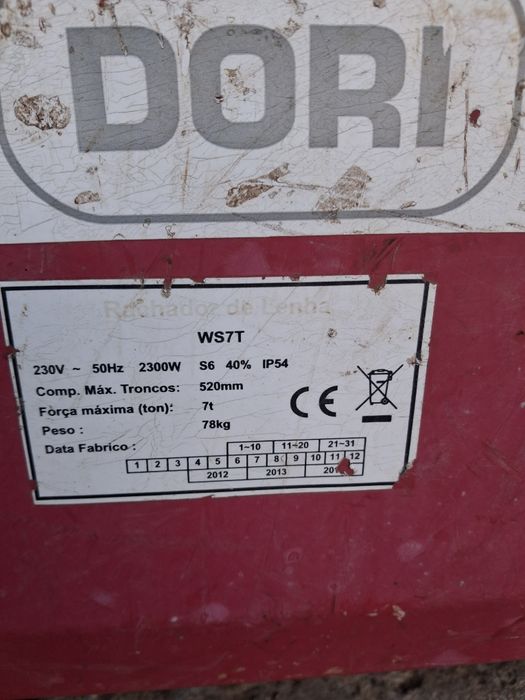 DORI
Rachador de Lenha
WS7T
230V ~ 50Hz 2300W S6 40% IP54
Comp. Máx. Troncos: 520mm
Força máxima (ton): 7t
Peso : 78kg
CE
Data Fabrico :
1~10 11~20 21~31
1 2 3 4 5 6 7 8 9 10 11 12
2012 2013